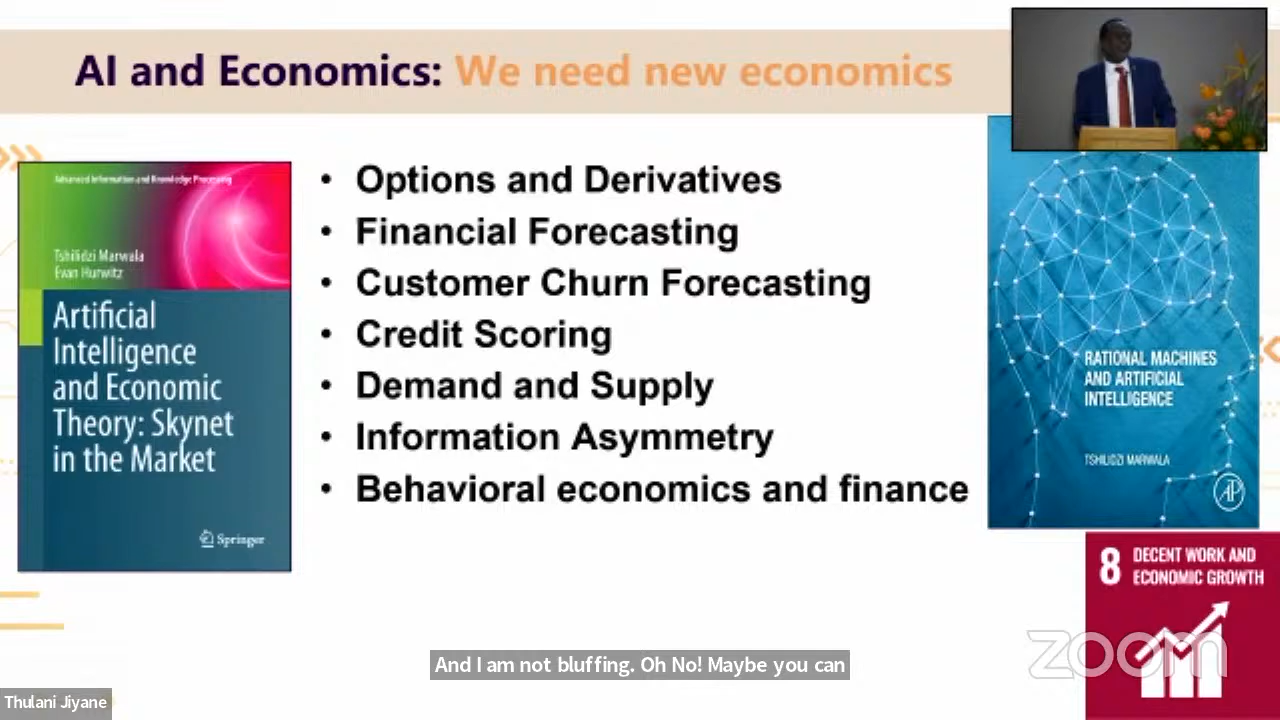 AI and Economics: We need new economics
Advanced Information and Knowledge Processing
Tshilidzi Marwala
Evan Hurwitz
Artificial
Intelligence
and Economic
Theory: Skynet
in the Market
Springer
• Options and Derivatives
• Financial Forecasting
• Customer Churn Forecasting
• Credit Scoring
• Demand and Supply
• Information Asymmetry
• Behavioral economics and finance
RATIONAL MACHINES
AND ARTIFICIAL
INTELLIGENCE
TSHILIDZI MARWALA
AP
8 DECENT WORK AND
ECONOMIC GROWTH
zoom
And I am not bluffing. Oh No! Maybe you can
Thulani Jiyane